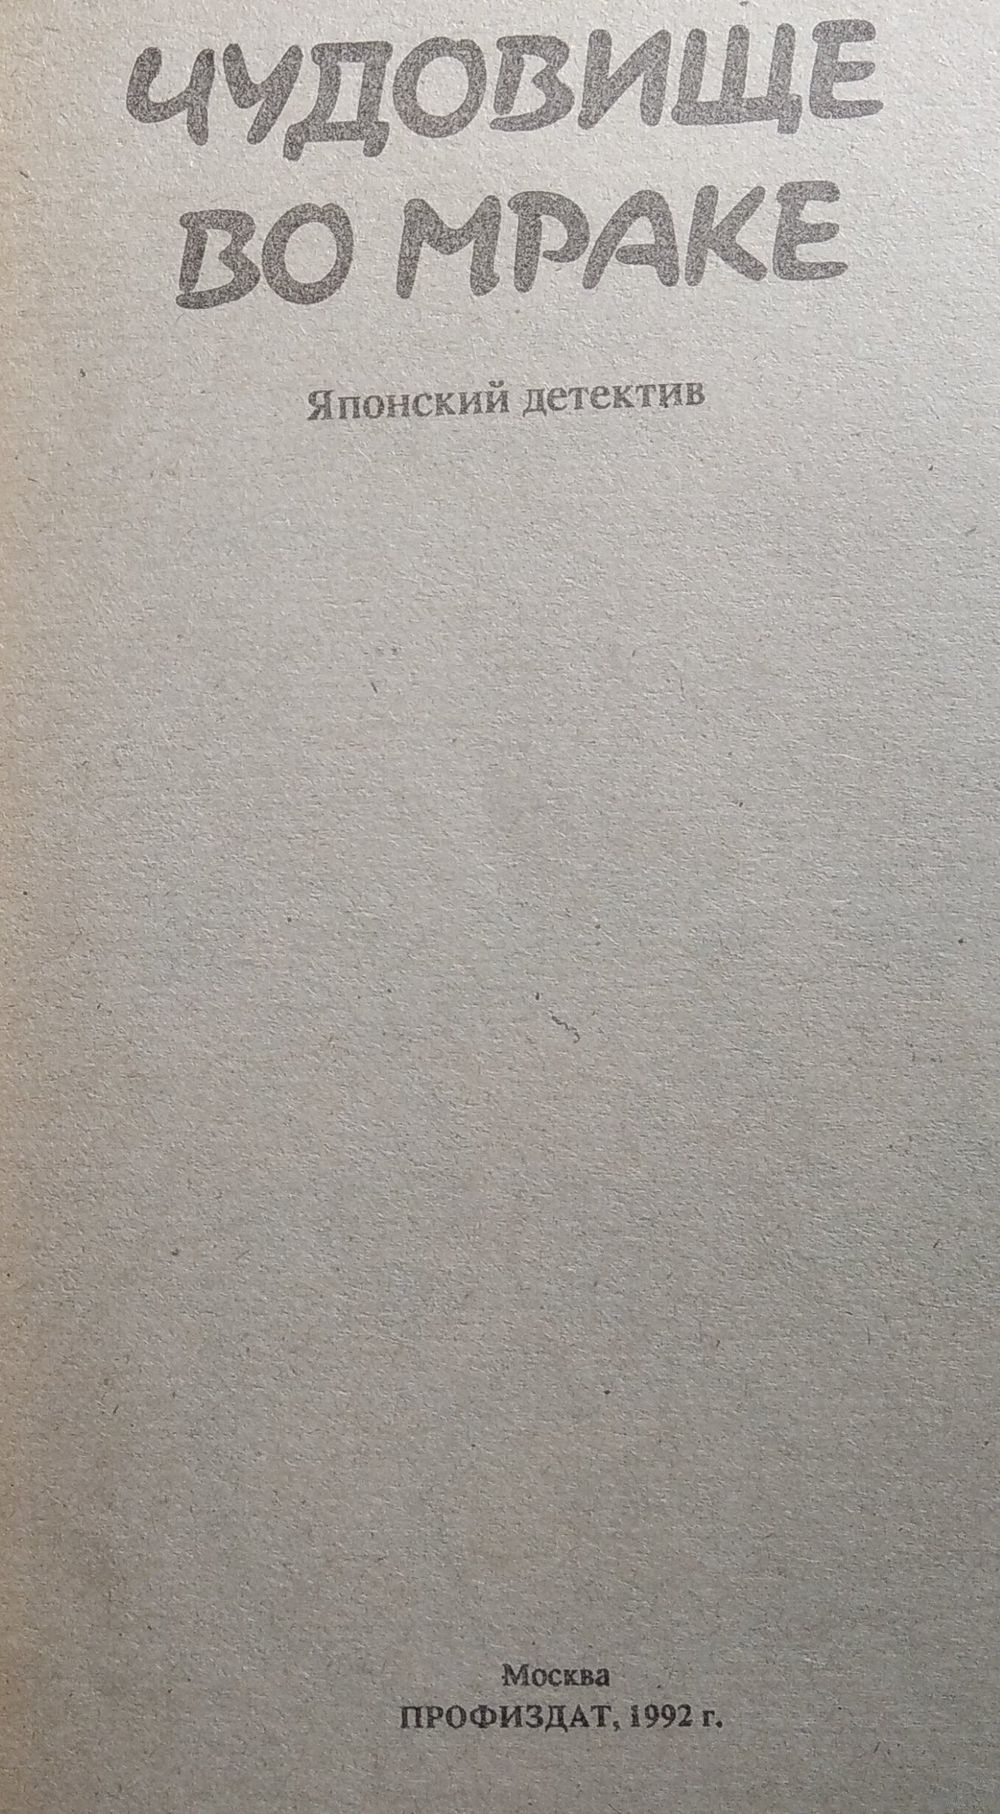 ЧУДОВИЩЕ
ВО МРАКЕ
Японский детектив
Москва
ПРОФИЗДАТ, 1992 г.